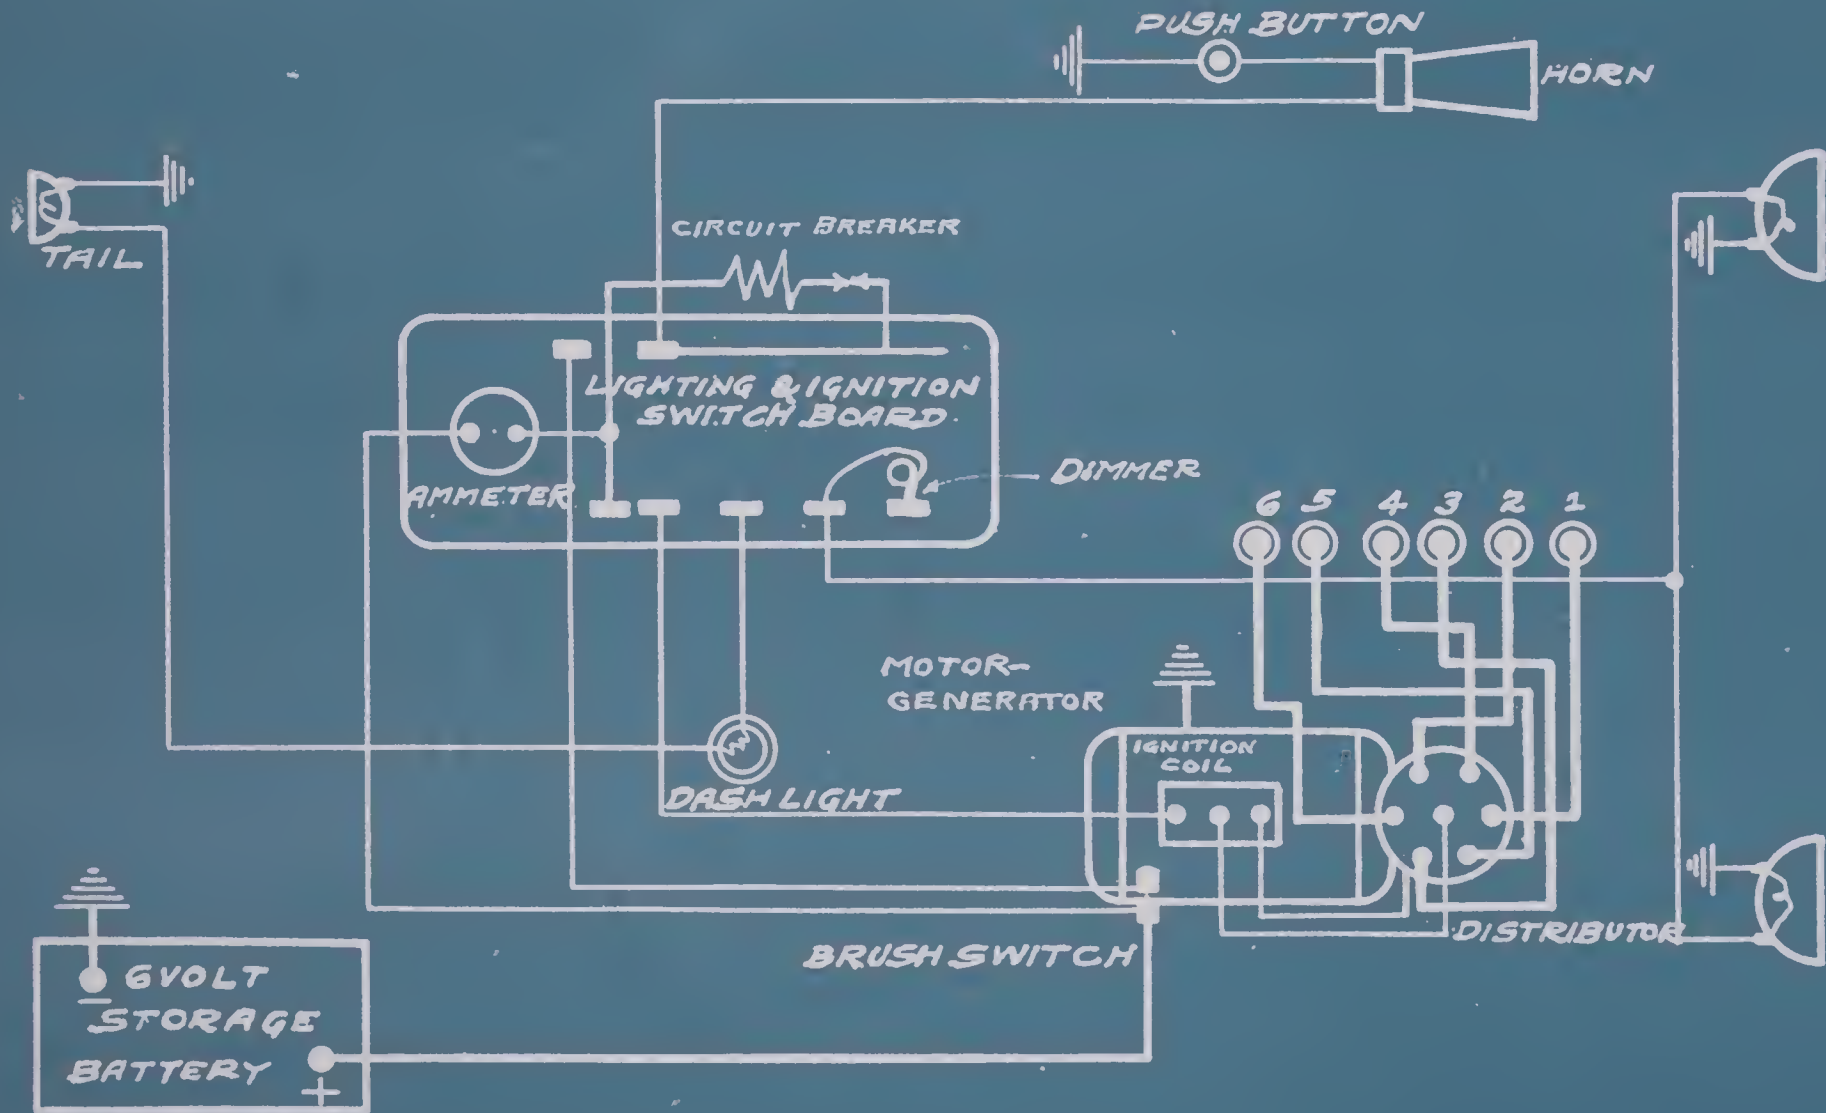 PUSH BUTTON
HORN
TAIL
CIRCUIT BREAKER
LIGHTING & IGNITION
SWITCH BOARD.
AMMETER
DIMMER
6 5 4 3 2 1
MOTOR-
GENERATOR
IGNITION
COIL
DASH LIGHT
DISTRIBUTOR
BRUSH SWITCH
6 VOLT
STORAGE
BATTERY
−
+